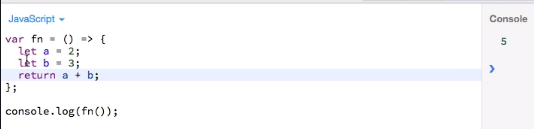 JavaScript
Console
var fn = () => {
let a = 2;
let b = 3;
return a + b;
};
console.log(fn());
5